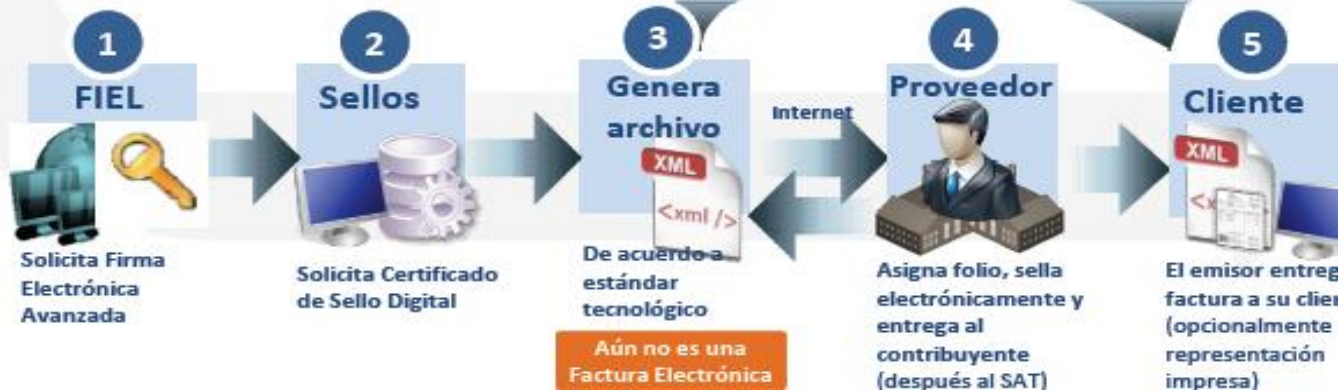 1
FIEL
Solicita Firma
Electrónica
Avanzada
2
Sellos
Solicita Certificado
de Sello Digital
3
Genera
archivo
XML
<xml />
De acuerdo a
estándar
tecnológico
Aún no es una
Factura Electrónica
Internet
4
Proveedor
Asigna folio, sella
electrónicamente y
entrega al
contribuyente
(después al SAT)
5
Cliente
XML
<x
El emisor entreg
factura a su clien
(opcionalmente
representación
impresa)